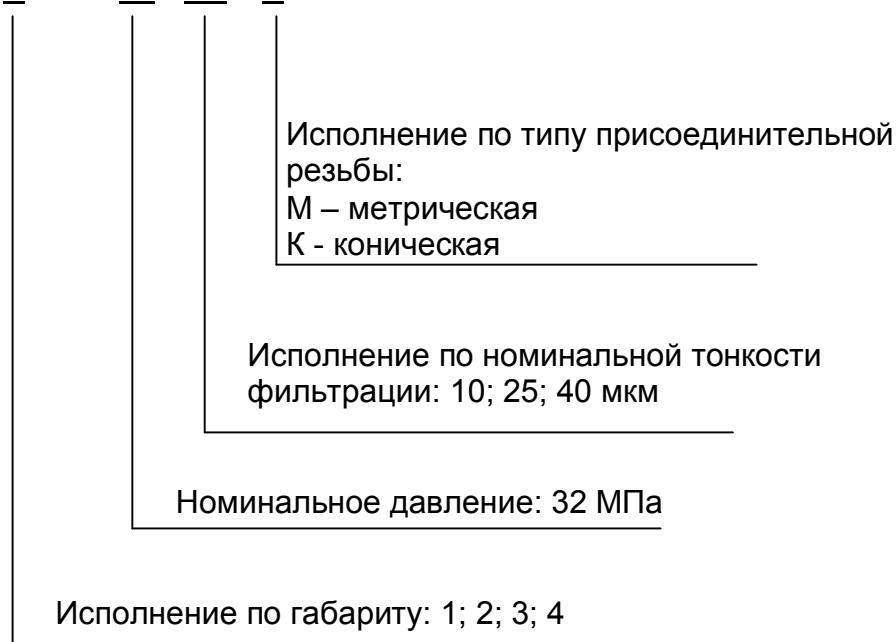 Исполнение по типу присоединительной
резьбы:
М – метрическая
К - коническая
Исполнение по номинальной тонкости
фильтрации: 10; 25; 40 мкм
Номинальное давление: 32 МПа
Исполнение по габариту: 1; 2; 3; 4